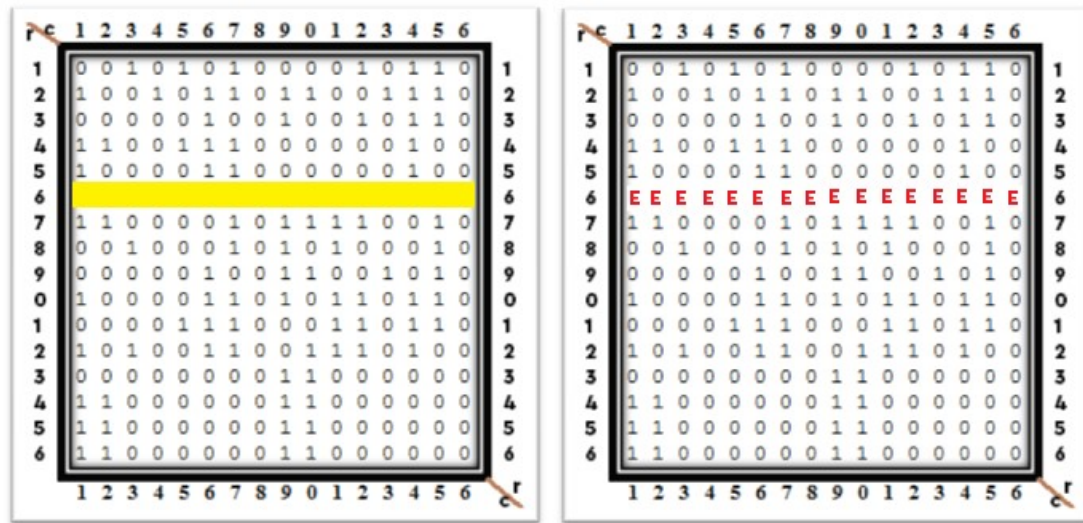 r c 1 2 3 4 5 6 7 8 9 0 1 2 3 4 5 6
1 0 0 1 0 1 0 1 0 0 0 0 1 0 1 1 0 1
2 1 0 0 1 0 1 1 0 1 1 0 0 1 1 1 0 2
3 0 0 0 0 0 1 0 0 1 0 0 1 0 1 1 0 3
4 1 1 0 0 1 1 1 0 0 0 0 0 0 1 0 0 4
5 1 0 0 0 0 1 1 0 0 0 0 0 0 1 0 0 5
6 6
7 1 1 0 0 0 0 1 0 1 1 1 1 0 0 1 0 7
8 0 0 1 0 0 0 1 0 1 0 1 0 0 0 1 0 8
9 0 0 0 0 0 1 0 0 1 1 0 0 1 0 1 0 9
0 1 0 0 0 0 1 1 0 1 0 1 1 0 1 1 0 0
1 0 0 0 0 1 1 1 0 0 0 1 1 0 1 1 0 1
2 1 0 1 0 0 1 1 0 0 1 1 1 0 1 0 0 2
3 0 0 0 0 0 0 0 0 1 1 0 0 0 0 0 0 3
4 1 1 0 0 0 0 0 0 1 1 0 0 0 0 0 0 4
5 1 1 0 0 0 0 0 0 1 1 0 0 0 0 0 0 5
6 1 1 0 0 0 0 0 0 1 1 0 0 0 0 0 0 6
1 2 3 4 5 6 7 8 9 0 1 2 3 4 5 6 c r
r c 1 2 3 4 5 6 7 8 9 0 1 2 3 4 5 6
1 0 0 1 0 1 0 1 0 0 0 0 1 0 1 1 0 1
2 1 0 0 1 0 1 1 0 1 1 0 0 1 1 1 0 2
3 0 0 0 0 0 1 0 0 1 0 0 1 0 1 1 0 3
4 1 1 0 0 1 1 1 0 0 0 0 0 0 1 0 0 4
5 1 0 0 0 0 1 1 0 0 0 0 0 0 1 0 0 5
6 E E E E E E E E E E E E E E E E 6
7 1 1 0 0 0 0 1 0 1 1 1 1 0 0 1 0 7
8 0 0 1 0 0 0 1 0 1 0 1 0 0 0 1 0 8
9 0 0 0 0 0 1 0 0 1 1 0 0 1 0 1 0 9
0 1 0 0 0 0 1 1 0 1 0 1 1 0 1 1 0 0
1 0 0 0 0 1 1 1 0 0 0 1 1 0 1 1 0 1
2 1 0 1 0 0 1 1 0 0 1 1 1 0 1 0 0 2
3 0 0 0 0 0 0 0 0 1 1 0 0 0 0 0 0 3
4 1 1 0 0 0 0 0 0 1 1 0 0 0 0 0 0 4
5 1 1 0 0 0 0 0 0 1 1 0 0 0 0 0 0 5
6 1 1 0 0 0 0 0 0 1 1 0 0 0 0 0 0 6
1 2 3 4 5 6 7 8 9 0 1 2 3 4 5 6 c r